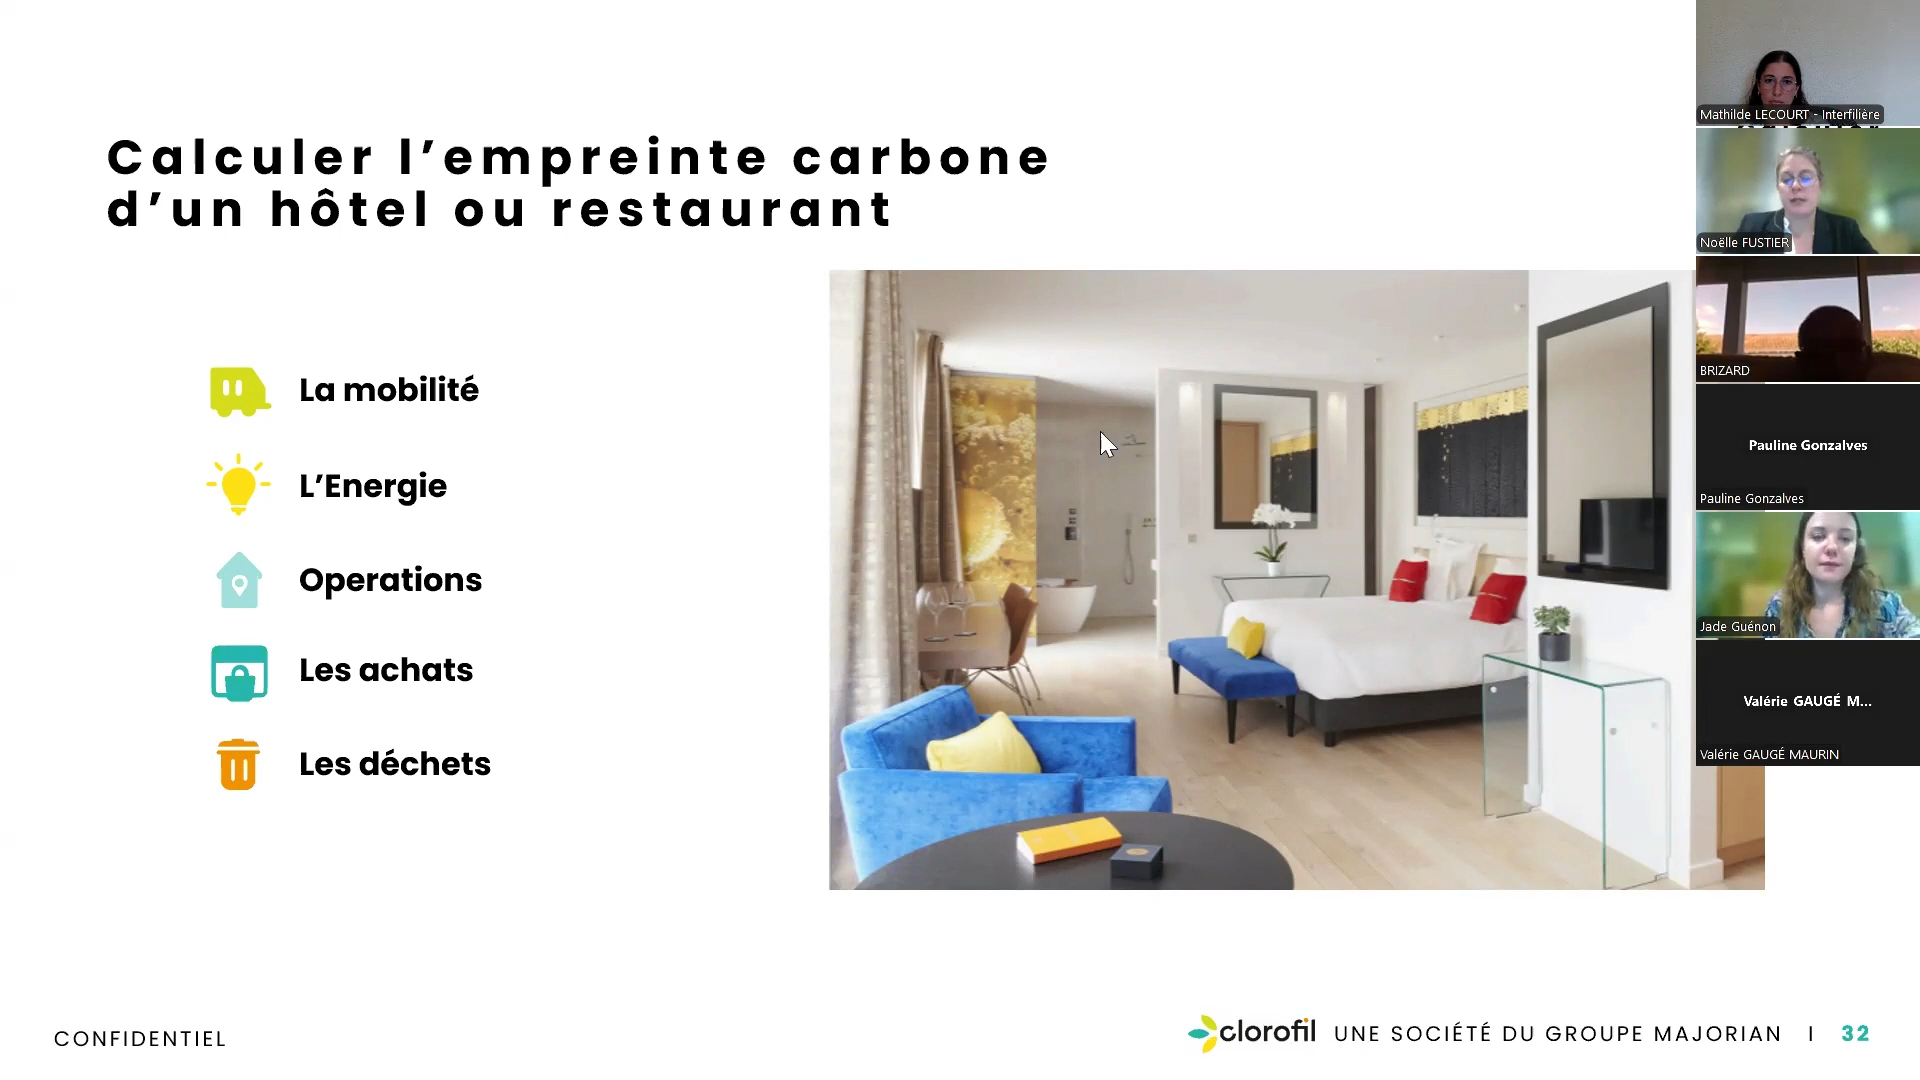 Calculer l’empreinte carbone
d’un hôtel ou restaurant
La mobilité
L’Energie
Operations
Les achats
Les déchets
CONFIDENTIEL
clorofil UNE SOCIÉTÉ DU GROUPE MAJORIAN I 32
Mathilde LECOURT - Interfilière
Noëlle FUSTIER
BRIZARD
Pauline Gonzalves
Pauline Gonzalves
Jade Guénon
Valérie GAUGÉ M...
Valérie GAUGÉ MAURIN